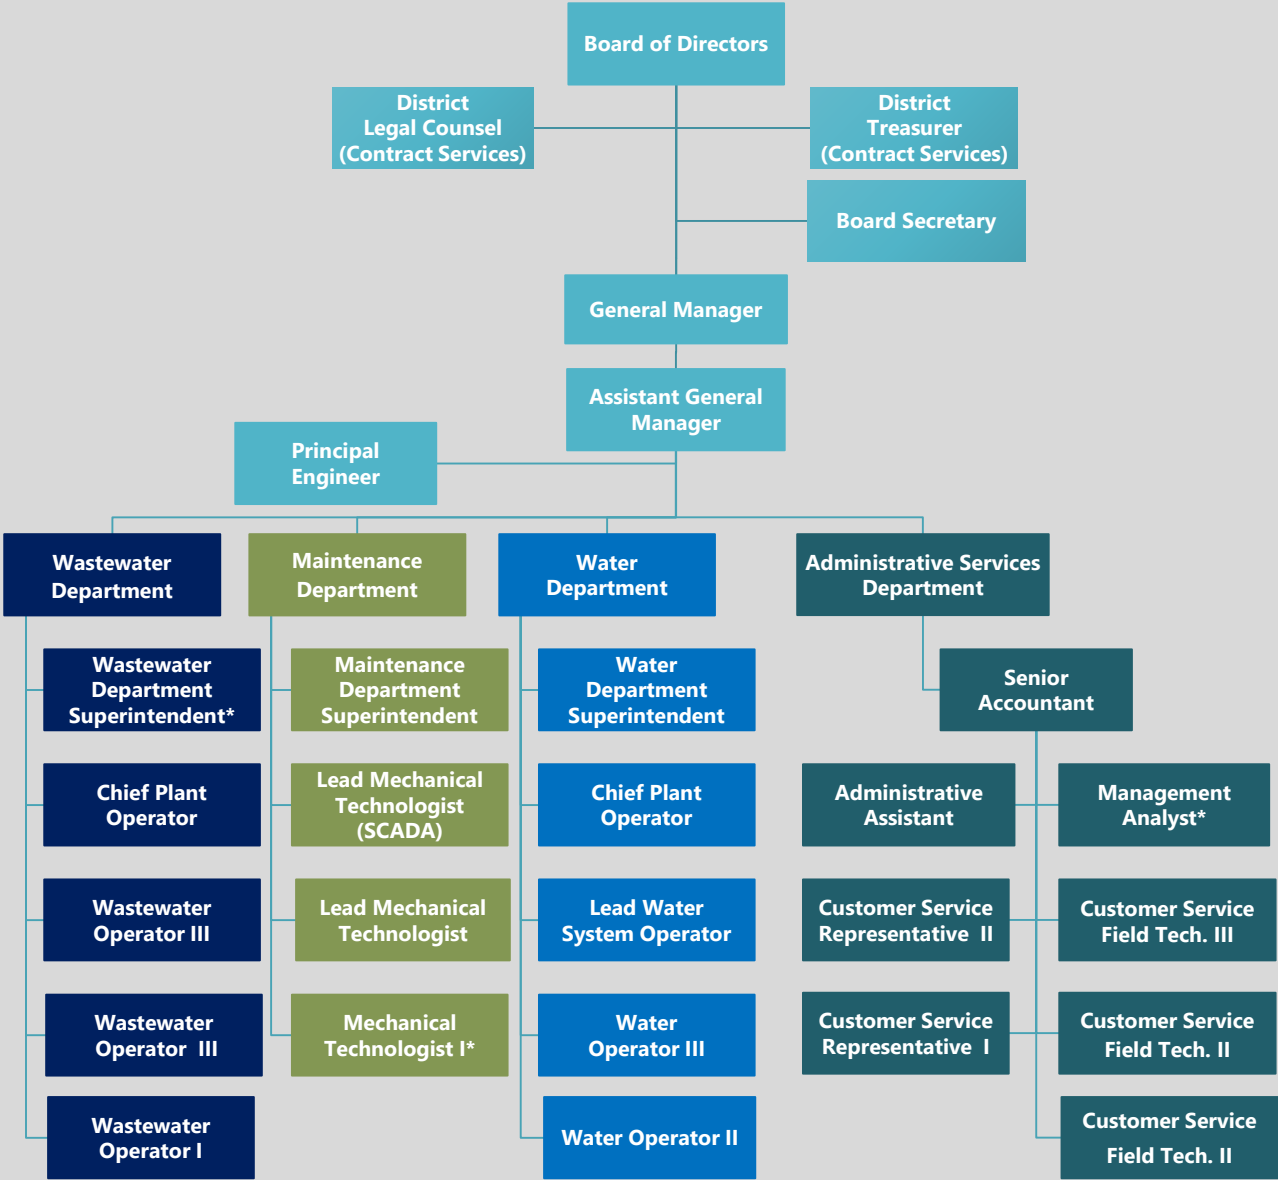 Board of Directors
District
Legal Counsel
(Contract Services)
District
Treasurer
(Contract Services)
Board Secretary
General Manager
Assistant General
Manager
Principal
Engineer
Wastewater
Department
Maintenance
Department
Water
Department
Administrative Services
Department
Wastewater
Department
Superintendent*
Chief Plant
Operator
Wastewater
Operator III
Wastewater
Operator III
Wastewater
Operator I
Maintenance
Department
Superintendent
Lead Mechanical
Technologist
(SCADA)
Lead Mechanical
Technologist
Mechanical
Technologist I*
Water
Department
Superintendent
Chief Plant
Operator
Lead Water
System Operator
Water
Operator III
Water Operator II
Senior
Accountant
Administrative
Assistant
Management
Analyst*
Customer Service
Representative II
Customer Service
Field Tech. III
Customer Service
Representative I
Customer Service
Field Tech. II
Customer Service
Field Tech. II